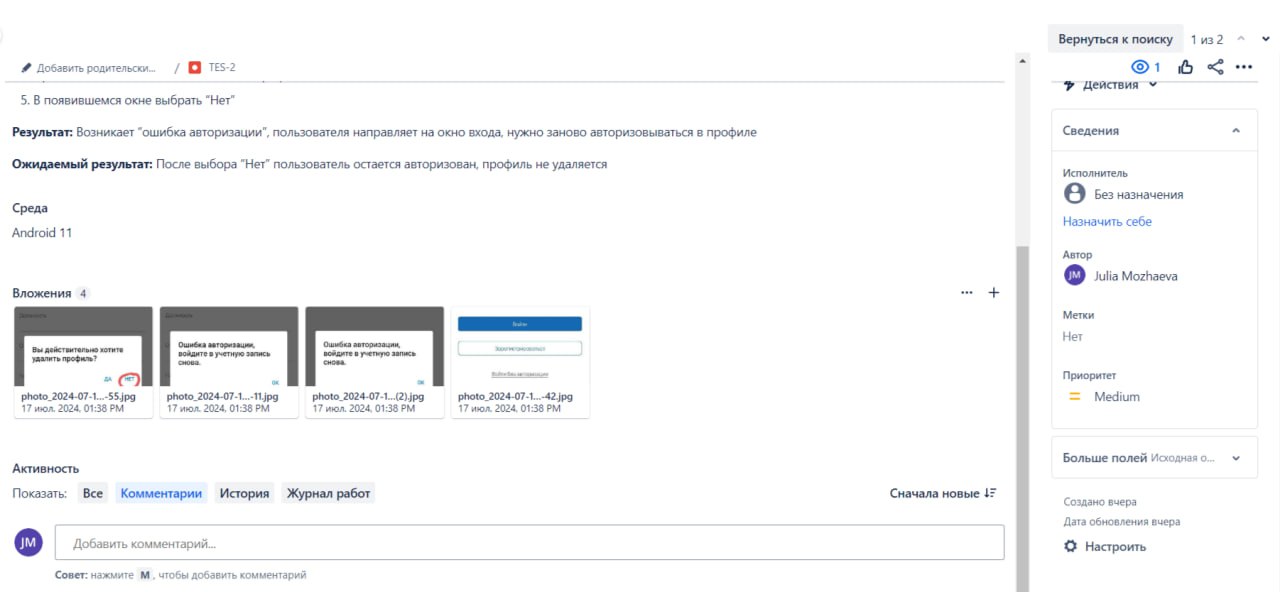 Вернуться к поиску 1 из 2
Добавить родительски... / TES-2
1
Действия
5. В появившемся окне выбрать "Нет"
Результат: Возникает "ошибка авторизации", пользователя направляет на окно входа, нужно заново авторизовываться в профиле
Ожидаемый результат: После выбора "Нет" пользователь остается авторизован, профиль не удаляется
Среда
Android 11
Вложения 4
Вы действительно хотите
удалить профиль?
ДА НЕТ
photo_2024-07-1...-55.jpg
17 июл. 2024, 01:38 PM
Ошибка авторизации,
войдите в учетную запись
снова.
ОК
photo_2024-07-1...-11.jpg
17 июл. 2024, 01:38 PM
Ошибка авторизации,
войдите в учетную запись
снова.
ОК
photo_2024-07-1...(2).jpg
17 июл. 2024, 01:38 PM
Войти
Зарегистрироваться
Войти без авторизации
photo_2024-07-1...-42.jpg
17 июл. 2024, 01:38 PM
Активность
Показать: Все Комментарии История Журнал работ
Сначала новые
JM
Добавить комментарий...
Совет: нажмите M, чтобы добавить комментарий
Сведения
Исполнитель
Без назначения
Назначить себе
Автор
JM Julia Mozhaeva
Метки
Нет
Приоритет
Medium
Больше полей Исходная о...
Создано вчера
Дата обновления вчера
Настроить